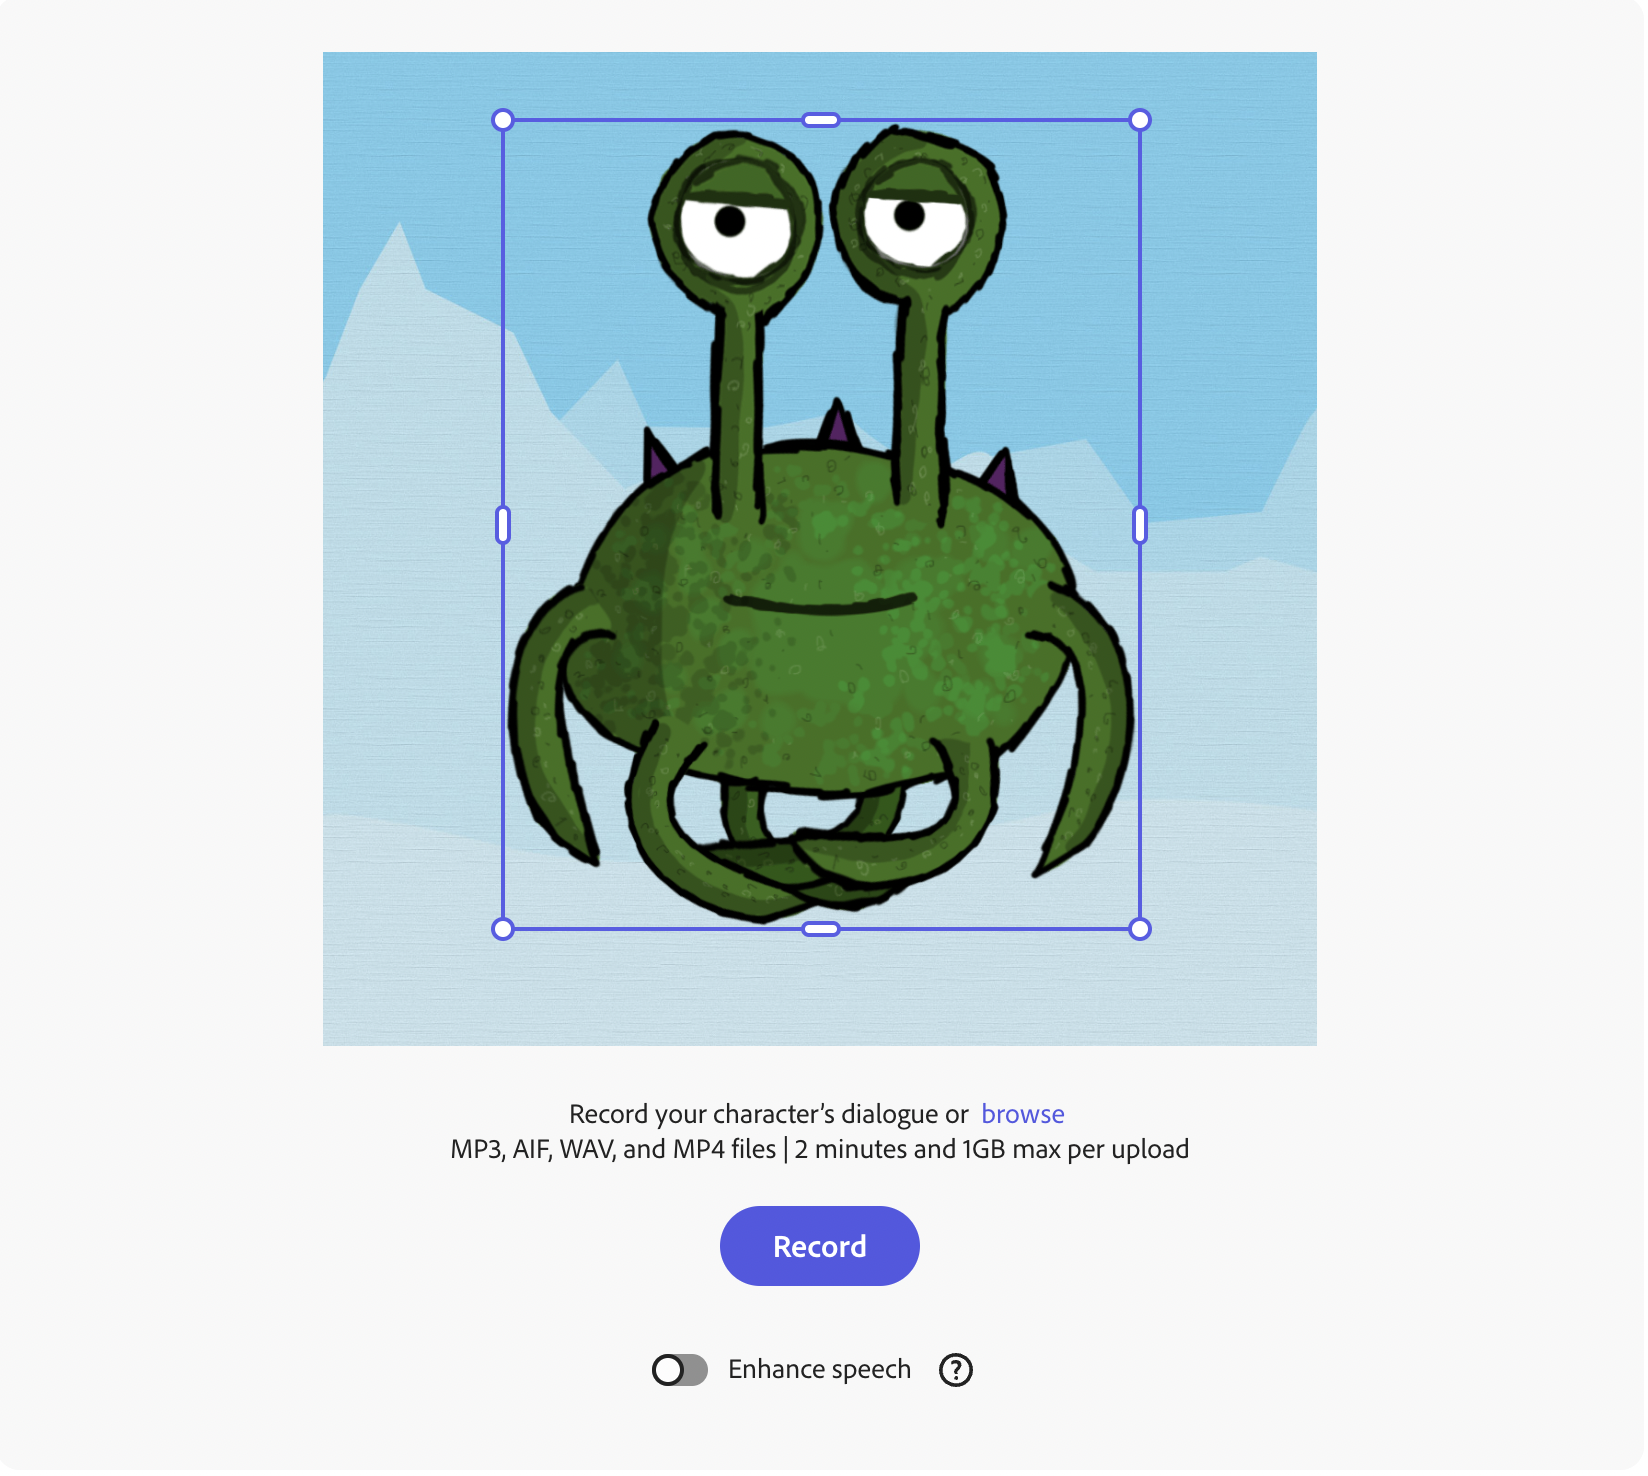 Record your character’s dialogue or browse
MP3, AIF, WAV, and MP4 files | 2 minutes and 1GB max per upload
Record
Enhance speech ?